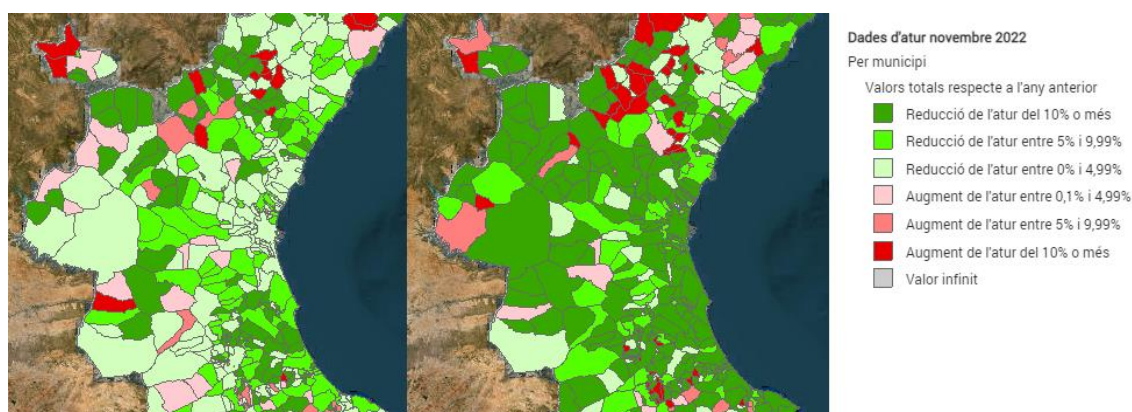 Dades d'atur novembre 2022
Per municipi
Valors totals respecte a l'any anterior
Reducció de l'atur del 10% o més
Reducció de l'atur entre 5% i 9,99%
Reducció de l'atur entre 0% i 4,99%
Augment de l'atur entre 0,1% i 4,99%
Augment de l'atur entre 5% i 9,99%
Augment de l'atur del 10% o més
Valor infinit